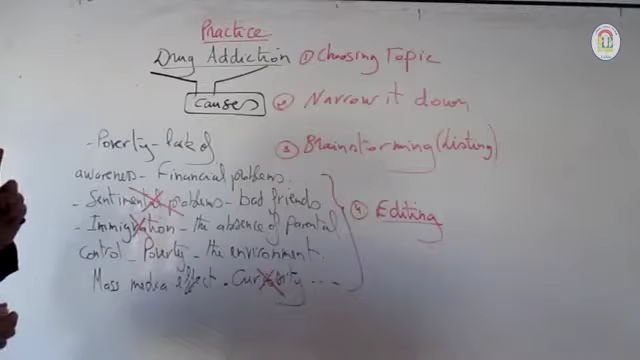 Practice
Drug Addiction ① Choosing Topic
Causes ② Narrow it down
- Poverty - lack of ③ Brainstorming (listing)
awareness - Financial problems.
- Sentimental problems - bad friends ④ Editing
- Immigration - the absence of parental
control - Poverty - the environment.
Mass media effect. Curiosity ...